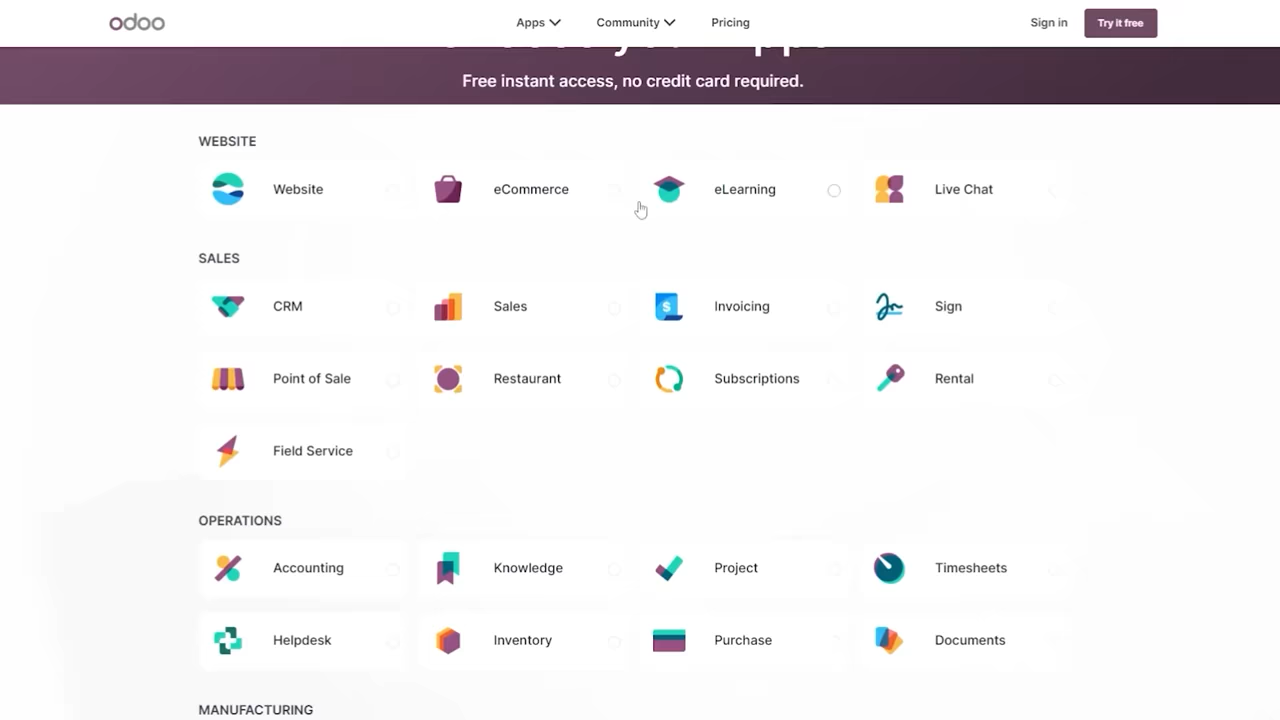 odoo
Apps
Community
Pricing
Sign in
Try it free
Free instant access, no credit card required.
WEBSITE
Website
eCommerce
eLearning
Live Chat
SALES
CRM
Sales
Invoicing
Sign
Point of Sale
Restaurant
Subscriptions
Rental
Field Service
OPERATIONS
Accounting
Knowledge
Project
Timesheets
Helpdesk
Inventory
Purchase
Documents
MANUFACTURING